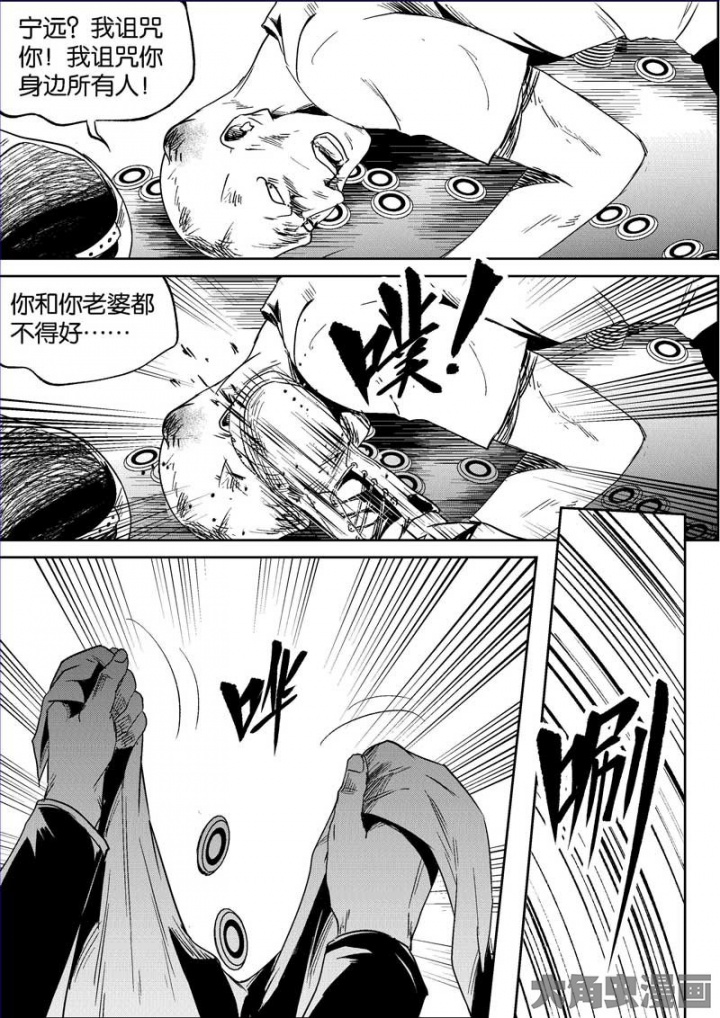 宁远？我诅咒
你！我诅咒你
身边所有人！
你和你老婆都
不得好……
噗！
哗
唰
大角虫漫画